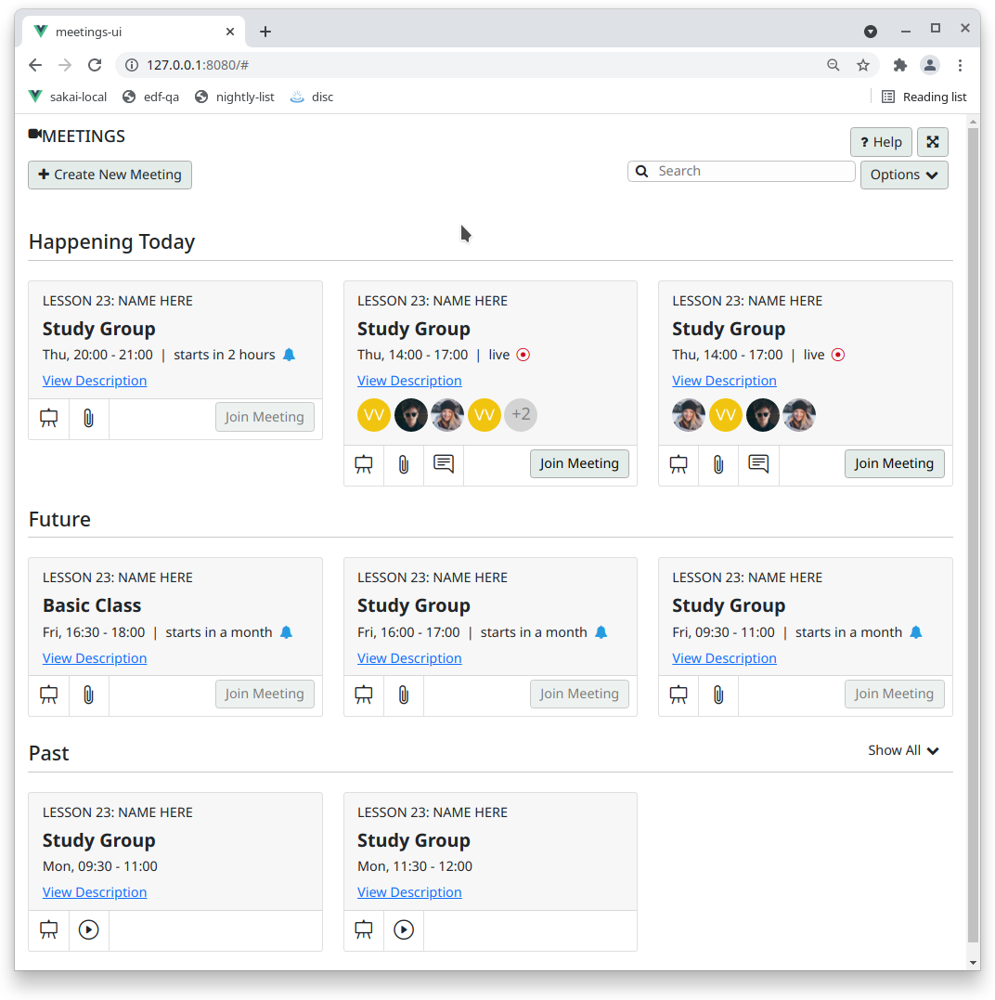 meetings-ui
127.0.0.1:8080/#
sakai-local edf-qa nightly-list disc Reading list
MEETINGS
? Help
Create New Meeting Search Options
Happening Today
LESSON 23: NAME HERE
Study Group
Thu, 20:00 - 21:00 | starts in 2 hours
View Description
Join Meeting
LESSON 23: NAME HERE
Study Group
Thu, 14:00 - 17:00 | live
View Description
VV VV +2
Join Meeting
LESSON 23: NAME HERE
Study Group
Thu, 14:00 - 17:00 | live
View Description
VV
Join Meeting
Future
LESSON 23: NAME HERE
Basic Class
Fri, 16:30 - 18:00 | starts in a month
View Description
Join Meeting
LESSON 23: NAME HERE
Study Group
Fri, 16:00 - 17:00 | starts in a month
View Description
Join Meeting
LESSON 23: NAME HERE
Study Group
Fri, 09:30 - 11:00 | starts in a month
View Description
Join Meeting
Past Show All
LESSON 23: NAME HERE
Study Group
Mon, 09:30 - 11:00
View Description
LESSON 23: NAME HERE
Study Group
Mon, 11:30 - 12:00
View Description